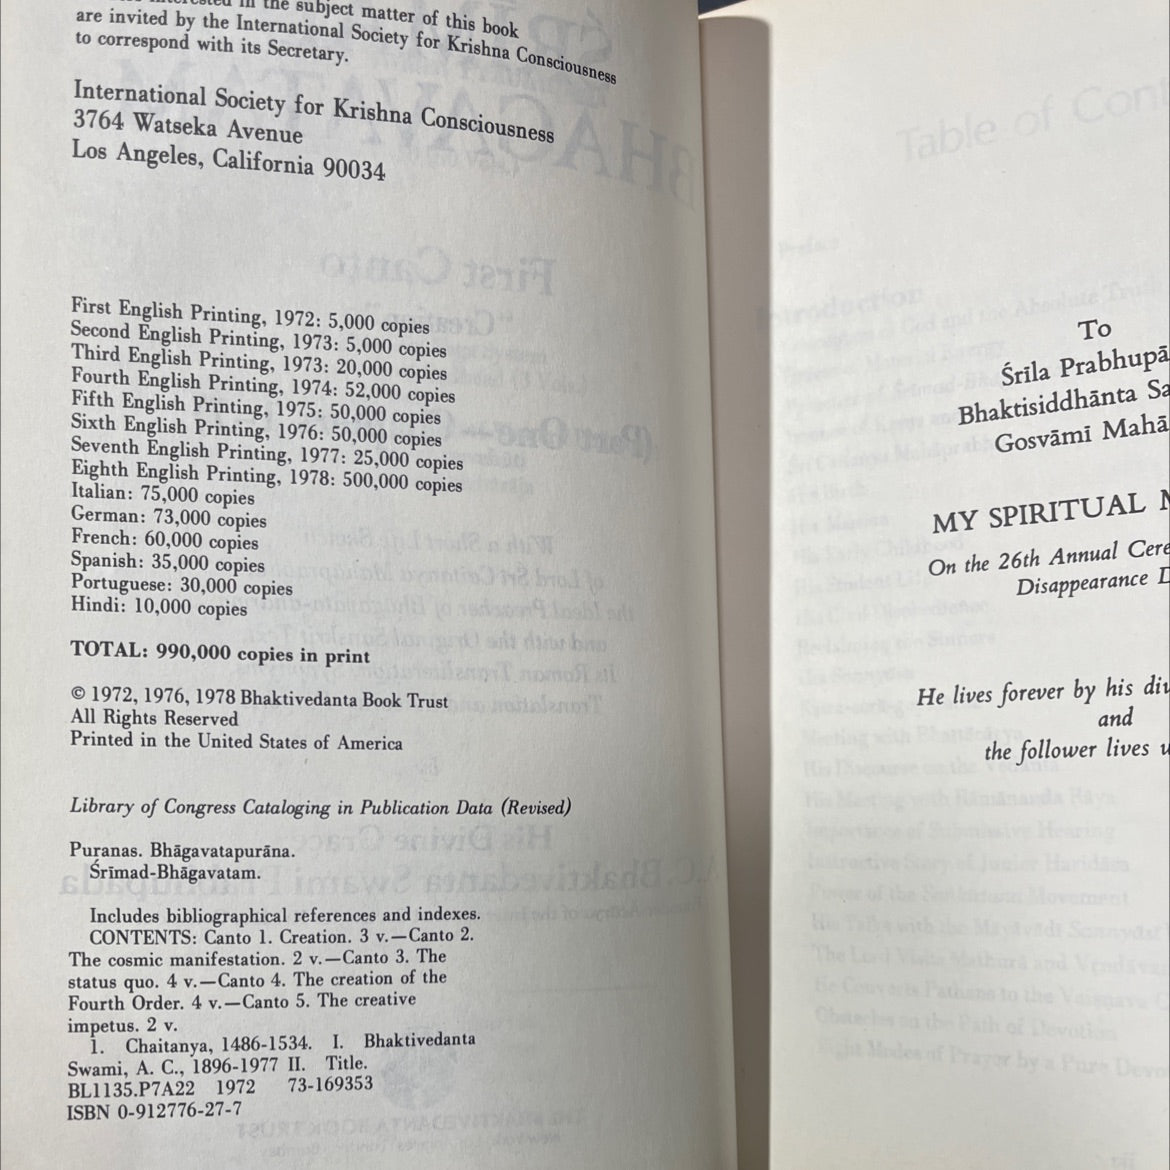 in the subject matter of this book
are invited by the International Society for Krishna Consciousness
to correspond with its Secretary.
International Society for Krishna Consciousness
3764 Watseka Avenue
Los Angeles, California 90034
First English Printing, 1972: 5,000 copies
Second English Printing, 1973: 5,000 copies
Third English Printing, 1973: 20,000 copies
Fourth English Printing, 1974: 52,000 copies
Fifth English Printing, 1975: 50,000 copies
Sixth English Printing, 1976: 50,000 copies
Seventh English Printing, 1977: 25,000 copies
Eighth English Printing, 1978: 500,000 copies
Italian: 75,000 copies
German: 73,000 copies
French: 60,000 copies
Spanish: 35,000 copies
Portuguese: 30,000 copies
Hindi: 10,000 copies
TOTAL: 990,000 copies in print
© 1972, 1976, 1978 Bhaktivedanta Book Trust
All Rights Reserved
Printed in the United States of America
Library of Congress Cataloging in Publication Data (Revised)
Puranas. Bhāgavatapurāna.
Śrīmad-Bhāgavatam.
Includes bibliographical references and indexes.
CONTENTS: Canto 1. Creation. 3 v.—Canto 2.
The cosmic manifestation. 2 v.—Canto 3. The
status quo. 4 v.—Canto 4. The creation of the
Fourth Order. 4 v.—Canto 5. The creative
impetus. 2 v.
1. Chaitanya, 1486-1534. I. Bhaktivedanta
Swami, A. C., 1896-1977 II. Title.
BL1135.P7A22 1972 73-169353
ISBN 0-912776-27-7
To
Śrīla Prabhupā
Bhaktisiddhānta Sa
Gosvāmī Mahā
MY SPIRITUAL
On the 26th Annual Cere
Disappearance D
He lives forever by his div
and
the follower lives